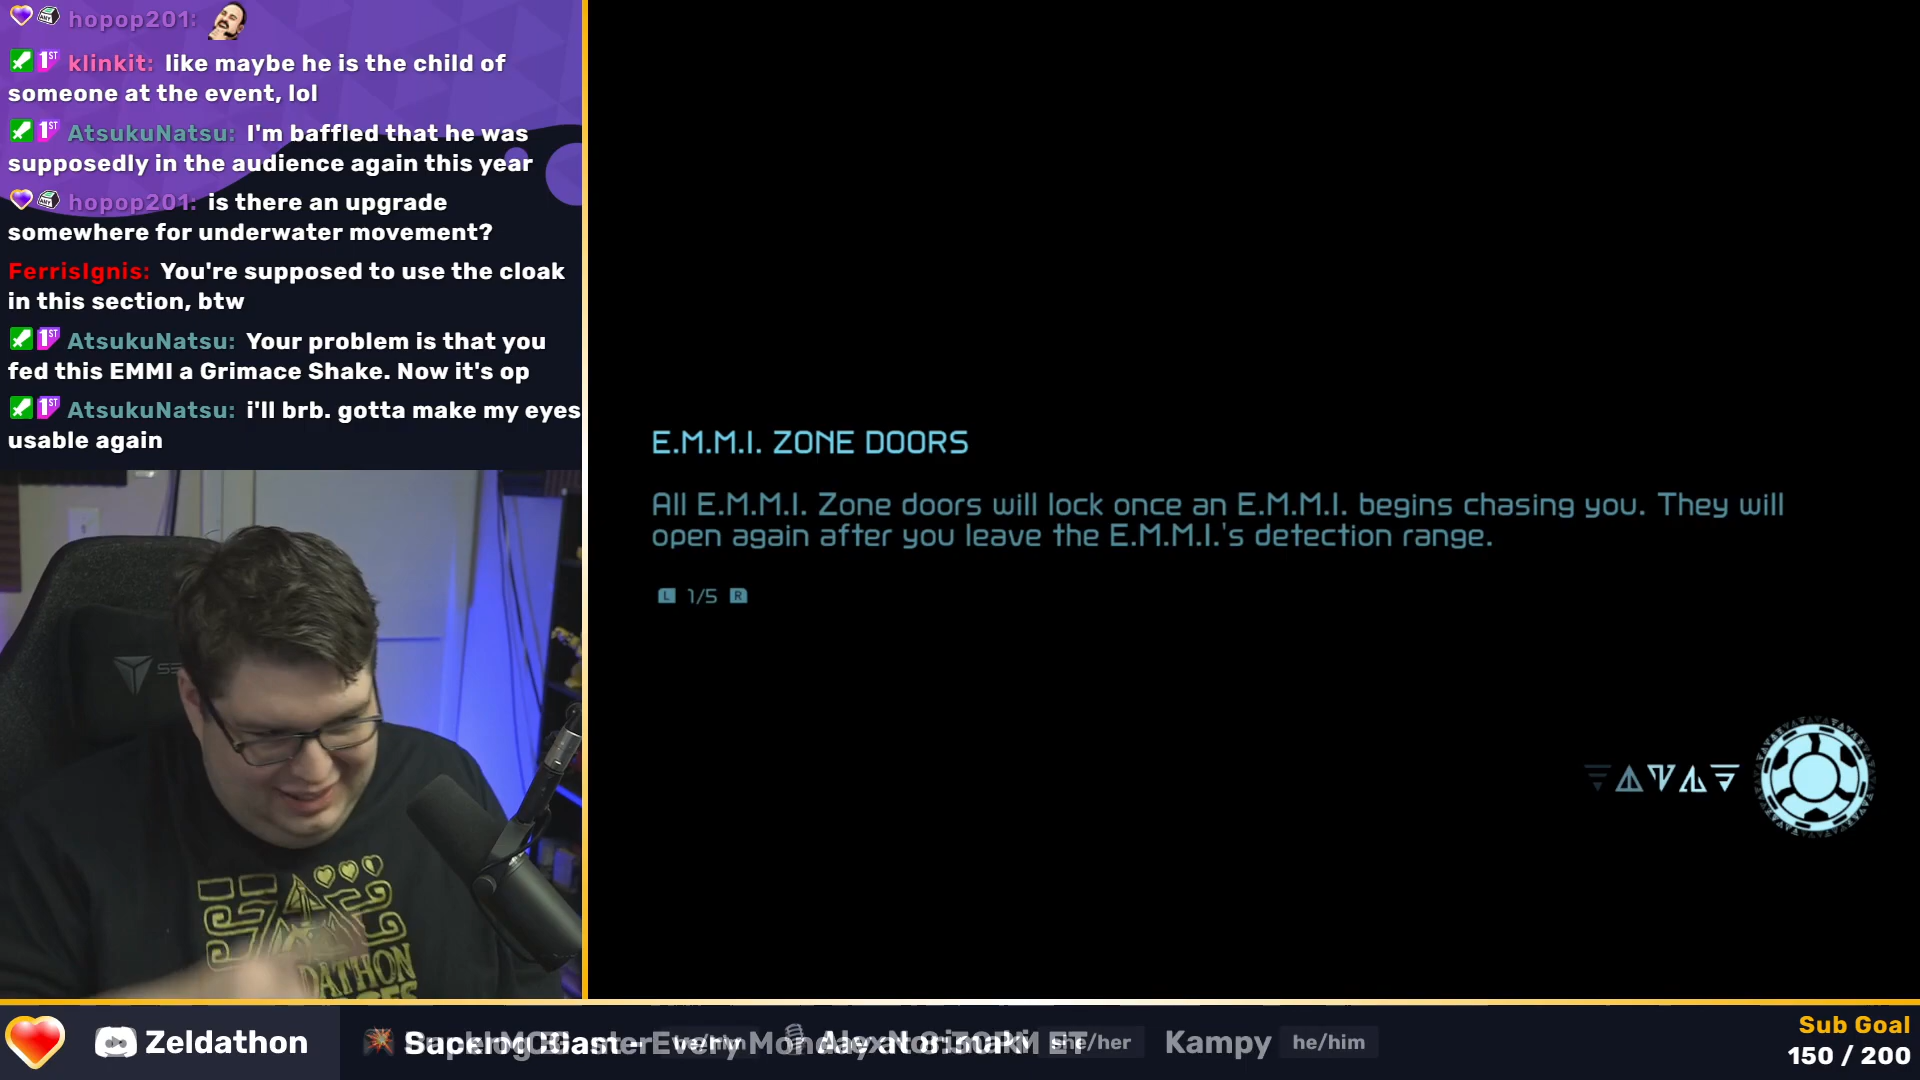 hopop201:
klinkit: like maybe he is the child of
someone at the event, lol
AtsukuNatsu: I'm baffled that he was
supposedly in the audience again this year
hopop201: is there an upgrade
somewhere for underwater movement?
FerrisIgnis: You're supposed to use the cloak
in this section, btw
AtsukuNatsu: Your problem is that you
fed this EMMI a Grimace Shake. Now it's op
AtsukuNatsu: i'll brb. gotta make my eyes
usable again
E.M.M.I. ZONE DOORS
All E.M.M.I. Zone doors will lock once an E.M.M.I. begins chasing you. They will
open again after you leave the E.M.M.I.'s detection range.
L 1/5 R
Zeldathon
Kampy he/him
Sub Goal
150 / 200